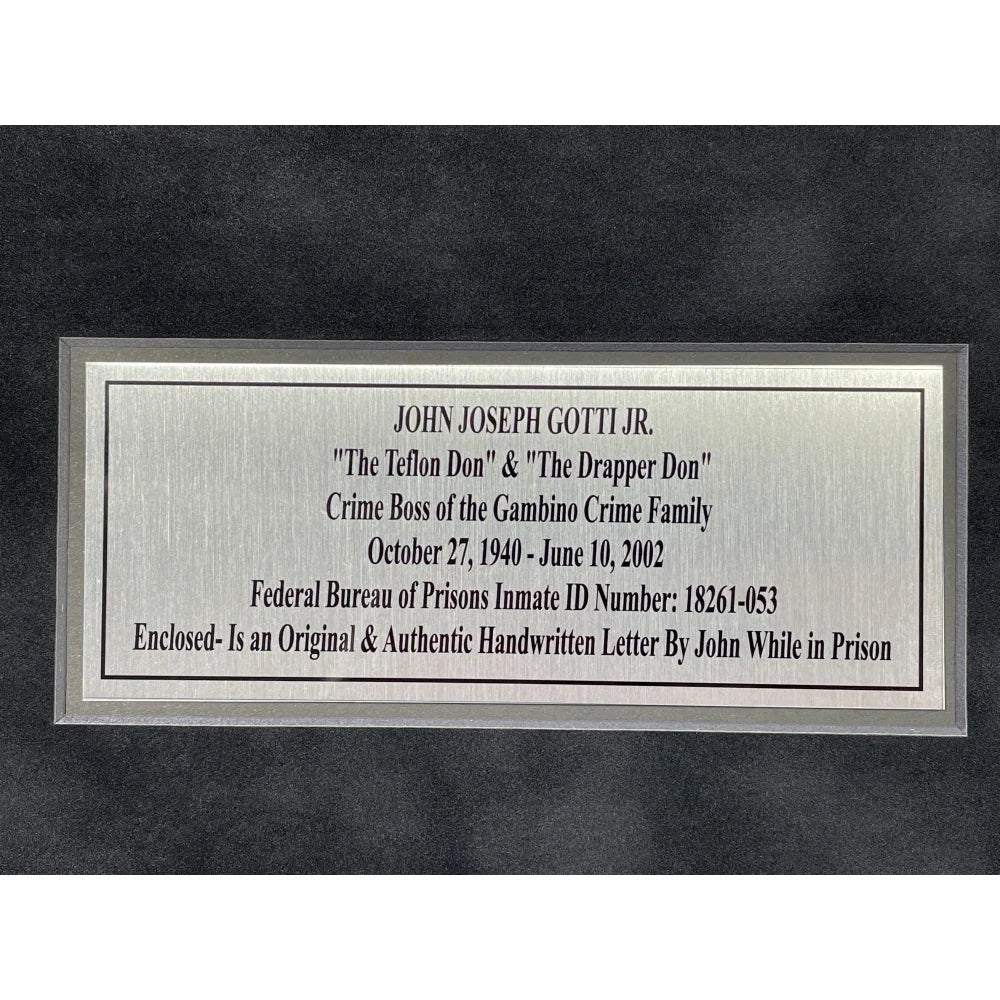 JOHN JOSEPH GOTTI JR.
"The Teflon Don" & "The Drapper Don"
Crime Boss of the Gambino Crime Family
October 27, 1940 - June 10, 2002
Federal Bureau of Prisons Inmate ID Number: 18261-053
Enclosed- Is an Original & Authentic Handwritten Letter By John While in Prison